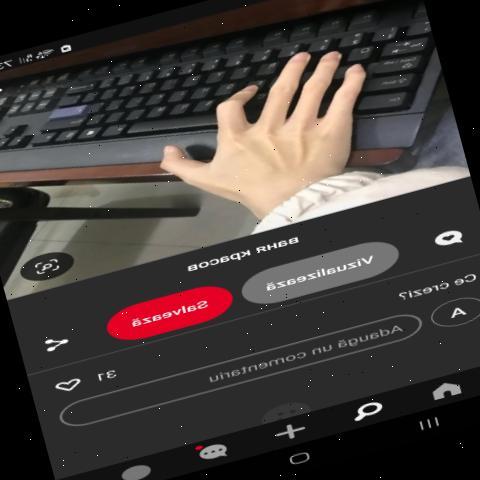 ваня красов
Vizualizează
Salvează
Ce crezi?
31
A
Adaugă un comentariu